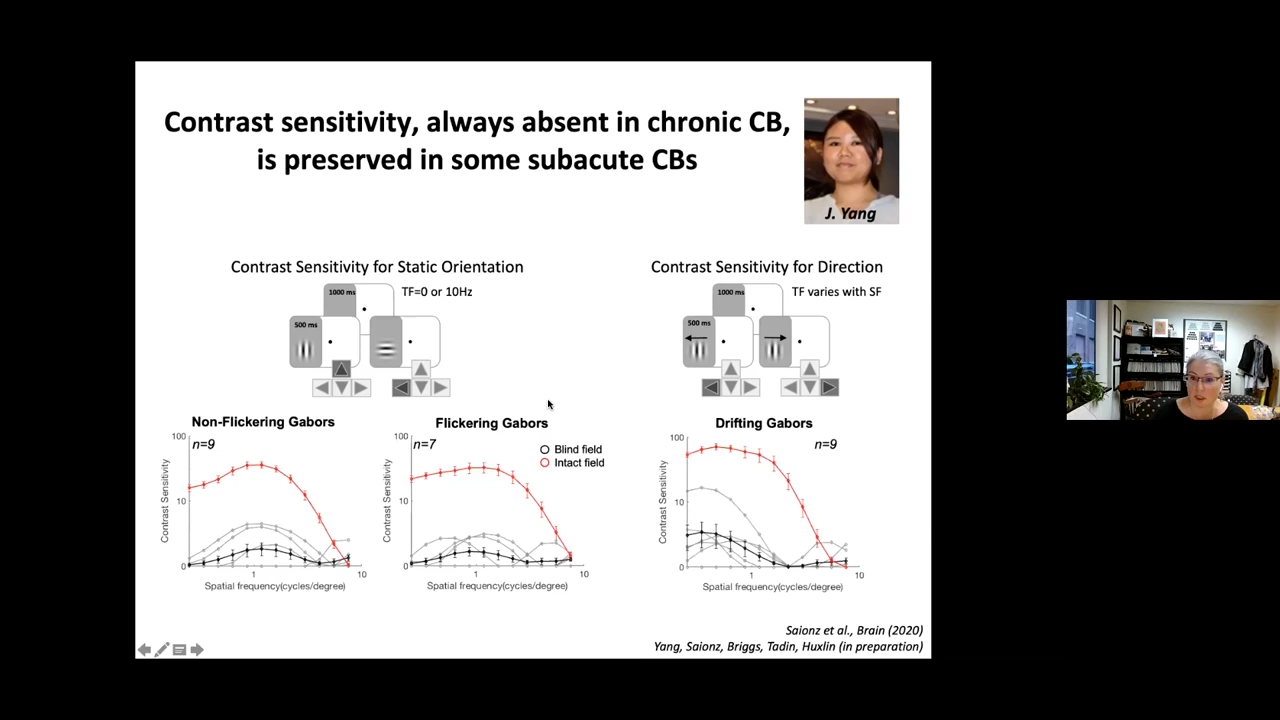 Contrast sensitivity, always absent in chronic CB,
is preserved in some subacute CBs
J. Yang
Contrast Sensitivity for Static Orientation
1000 ms
TF=0 or 10Hz
500 ms
Contrast Sensitivity for Direction
1000 ms
TF varies with SF
500 ms
Non-Flickering Gabors
n=9
100
10
0
Contrast Sensitivity
1
10
Spatial frequency(cycles/degree)
Flickering Gabors
n=7
100
10
0
Contrast Sensitivity
1
10
Spatial frequency(cycles/degree)
Blind field
Intact field
Drifting Gabors
n=9
100
10
0
Contrast Sensitivity
1
10
Spatial frequency(cycles/degree)
Saionz et al., Brain (2020)
Yang, Saionz, Briggs, Tadin, Huxlin (in preparation)